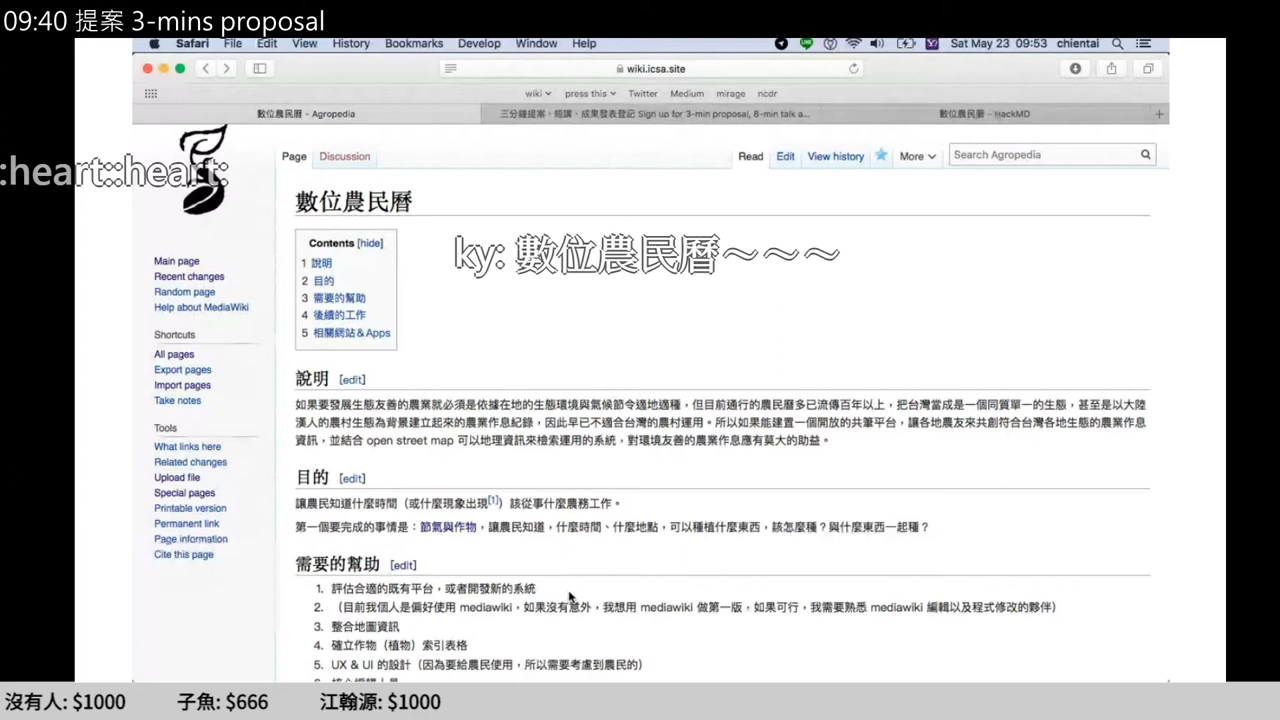 09:40 提案 3-mins proposal
Safari File Edit View History Bookmarks Develop Window Help
Sat May 23 09:53 chientai
wiki.icsa.site
wiki press this Twitter Medium mirage ncdr
數位農民曆 - Agropedia
三分鐘提案、短講、成果發表登記 Sign up for 3-min proposal, 8-min talk a...
數位農民曆 - HackMD
Page Discussion
Read Edit View history More
Search Agropedia
:heart::heart:
數位農民曆
ky: 數位農民曆～～～
Contents [hide]
1 說明
2 目的
3 需要的幫助
4 後續的工作
5 相關網站＆Apps
Main page
Recent changes
Random page
Help about MediaWiki
Shortcuts
All pages
Export pages
Import pages
Take notes
Tools
What links here
Related changes
Upload file
Special pages
Printable version
Permanent link
Page information
Cite this page
說明 [edit]
如果要發展生態友善的農業就必須是依據在地的生態環境與氣候節令適地適種，但目前通行的農民曆多已流傳百年以上，把台灣當成是一個同質單一的生態，甚至是以大陸
漢人的農村生態為背景建立起來的農業作息紀錄，因此早已不適合台灣的農村運用。所以如果能建置一個開放的共筆平台，讓各地農友來共創符合台灣各地生態的農業作息
資訊，並結合 open street map 可以地理資訊來檢索運用的系統，對環境友善的農業作息應有莫大的助益。
目的 [edit]
讓農民知道什麼時間（或什麼現象出現[1]）該從事什麼農務工作。
第一個要完成的事情是：節氣與作物，讓農民知道，什麼時間、什麼地點，可以種植什麼東西，該怎麼種？與什麼東西一起種？
需要的幫助 [edit]
1. 評估合適的既有平台，或者開發新的系統
2. （目前我個人是偏好使用 mediawiki，如果沒有意外，我想用 mediawiki 做第一版，如果可行，我需要熟悉 mediawiki 編輯以及程式修改的夥伴）
3. 整合地圖資訊
4. 確立作物（植物）索引表格
5. UX & UI 的設計（因為要給農民使用，所以需要考慮到農民的）
沒有人: $1000 子魚: $666 江翰源: $1000